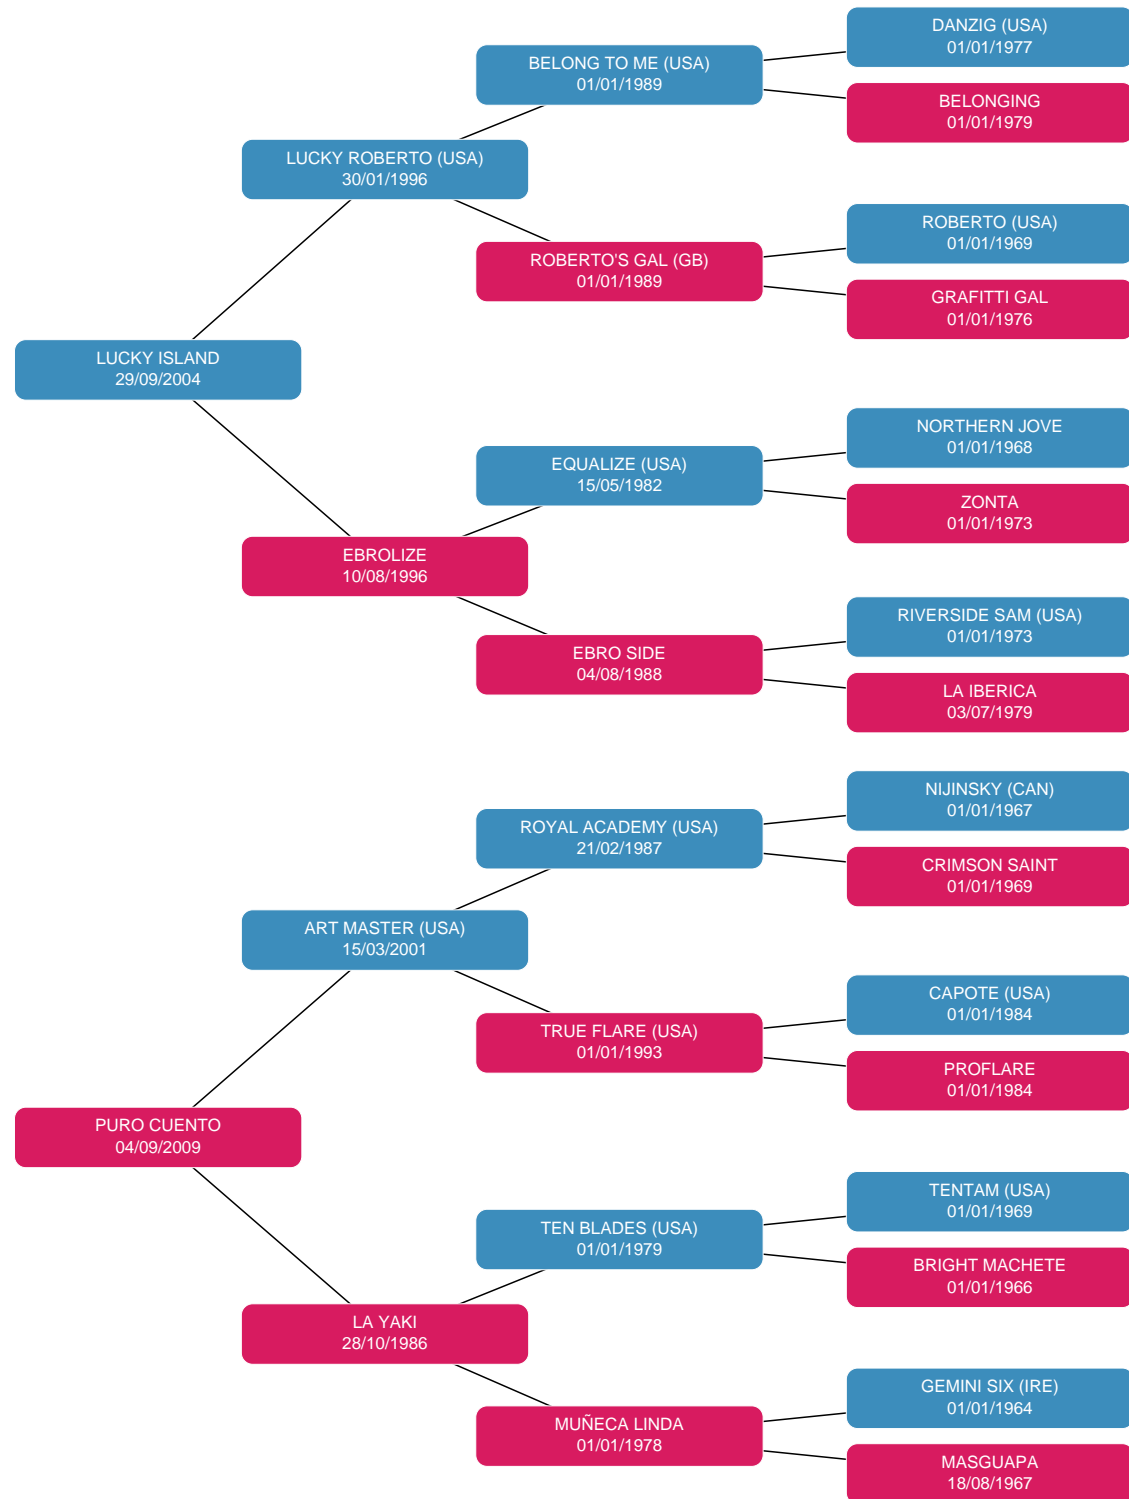 DANZIG (USA)
01/01/1977
BELONG TO ME (USA)
01/01/1989
BELONGING
01/01/1979
LUCKY ROBERTO (USA)
30/01/1996
ROBERTO (USA)
01/01/1969
ROBERTO'S GAL (GB)
01/01/1989
GRAFITTI GAL
01/01/1976
LUCKY ISLAND
29/09/2004
NORTHERN JOVE
01/01/1968
EQUALIZE (USA)
15/05/1982
ZONTA
01/01/1973
EBROLIZE
10/08/1996
RIVERSIDE SAM (USA)
01/01/1973
EBRO SIDE
04/08/1988
LA IBERICA
03/07/1979
NIJINSKY (CAN)
01/01/1967
ROYAL ACADEMY (USA)
21/02/1987
CRIMSON SAINT
01/01/1969
ART MASTER (USA)
15/03/2001
CAPOTE (USA)
01/01/1984
TRUE FLARE (USA)
01/01/1993
PROFLARE
01/01/1984
PURO CUENTO
04/09/2009
TENTAM (USA)
01/01/1969
TEN BLADES (USA)
01/01/1979
BRIGHT MACHETE
01/01/1966
LA YAKI
28/10/1986
GEMINI SIX (IRE)
01/01/1964
MUÑECA LINDA
01/01/1978
MASGUAPA
18/08/1967